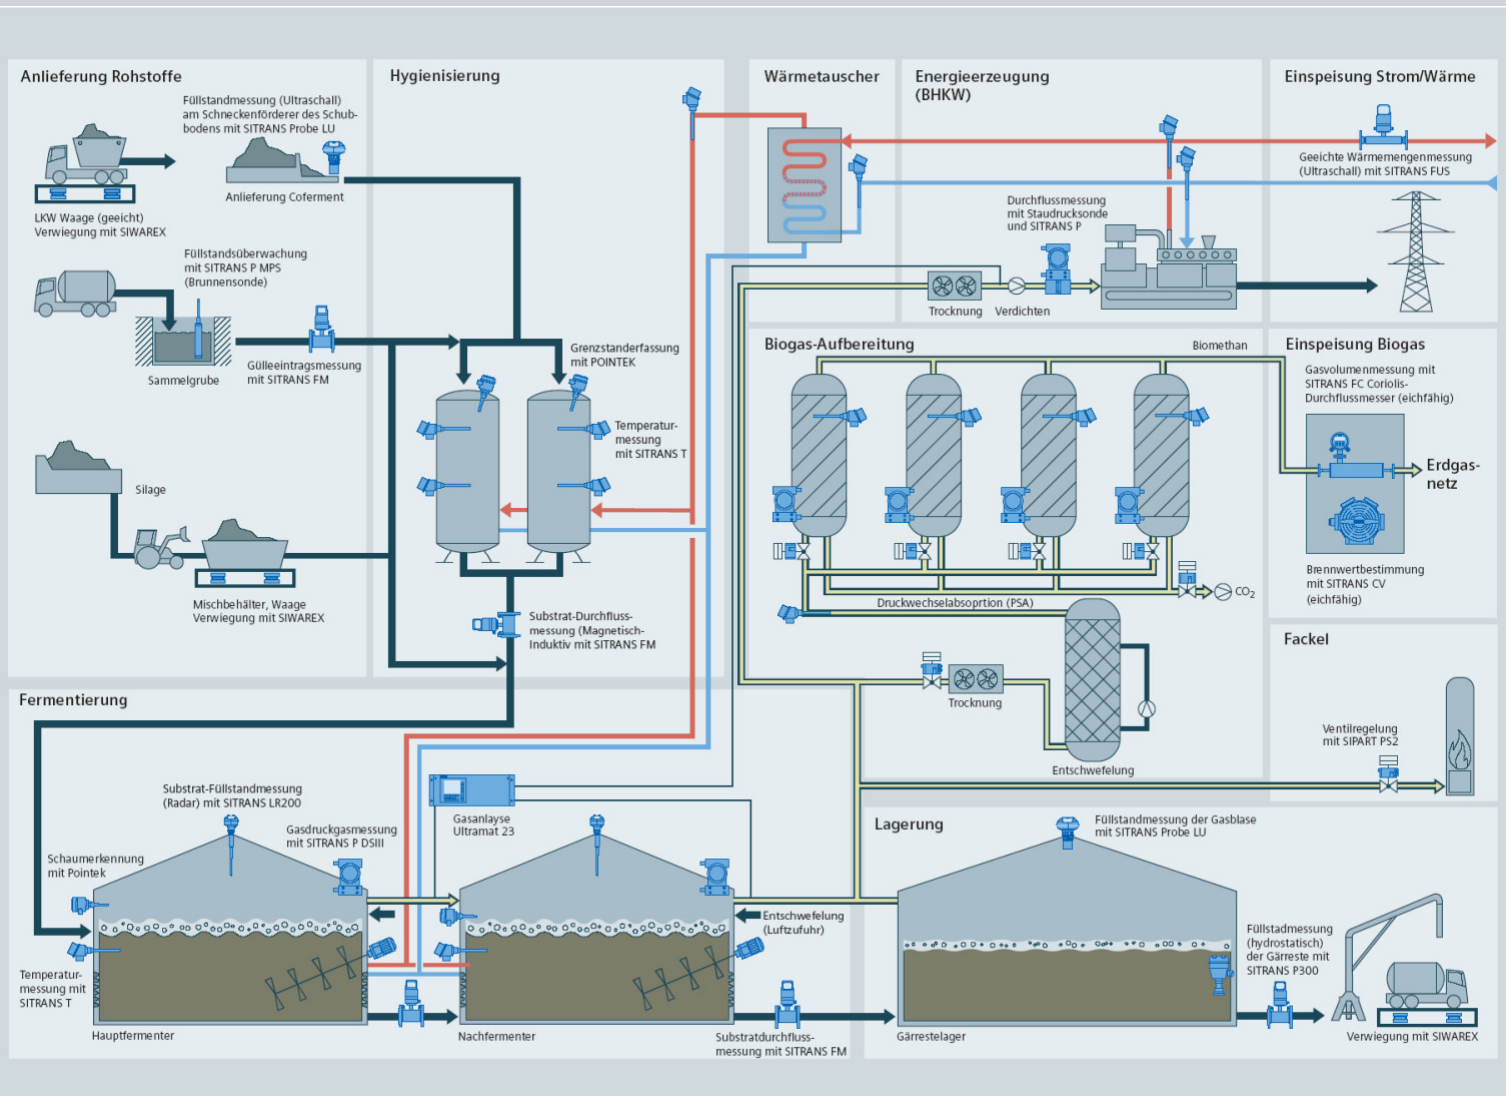 Anlieferung Rohstoffe
Füllstandmessung (Ultraschall)
am Schneckenförderer des Schub-
bodens mit SITRANS Probe LU
Anlieferung Coferment
LKW Waage (geeicht)
Verwiegung mit SIWAREX
Füllstandsüberwachung
mit SITRANS P MPS
(Brunnensonde)
Sammelgrube
Gülleeintragsmessung
mit SITRANS FM
Silage
Mischbehälter, Waage
Verwiegung mit SIWAREX
Hygienisierung
Grenzstanderfassung
mit POINTEK
Temperatur-
messung
mit SITRANS T
Substrat-Durchfluss-
messung (Magnetisch-
Induktiv mit SITRANS FM
Wärmetauscher
Energieerzeugung
(BHKW)
Durchflussmessung
mit Staudrucksonde
und SITRANS P
Trocknung
Verdichten
Einspeisung Strom/Wärme
Geeichte Wärmemengenmessung
(Ultraschall) mit SITRANS FUS
Biogas-Aufbereitung
Biomethan
CO2
Druckwechselabsoprtion (PSA)
Trocknung
Entschwefelung
Einspeisung Biogas
Gasvolumenmessung mit
SITRANS FC Coriolis-
Durchflussmesser (eichfähig)
Erdgas-
netz
Brennwertbestimmung
mit SITRANS CV
(eichfähig)
Fackel
Ventilregelung
mit SIPART PS2
Fermentierung
Substrat-Füllstandmessung
(Radar) mit SITRANS LR200
Gasdruckgasmessung
mit SITRANS P DSIII
Schaumerkennung
mit Pointek
Temperatur-
messung mit
SITRANS T
Hauptfermenter
Gasanlayse
Ultramat 23
Entschwefelung
(Luftzufuhr)
Nachfermenter
Substratdurchfluss-
messung mit SITRANS FM
Lagerung
Füllstandmessung der Gasblase
mit SITRANS Probe LU
Füllstadmessung
(hydrostatisch)
der Gärreste mit
SITRANS P300
Gärrestelager
Verwiegung mit SIWAREX